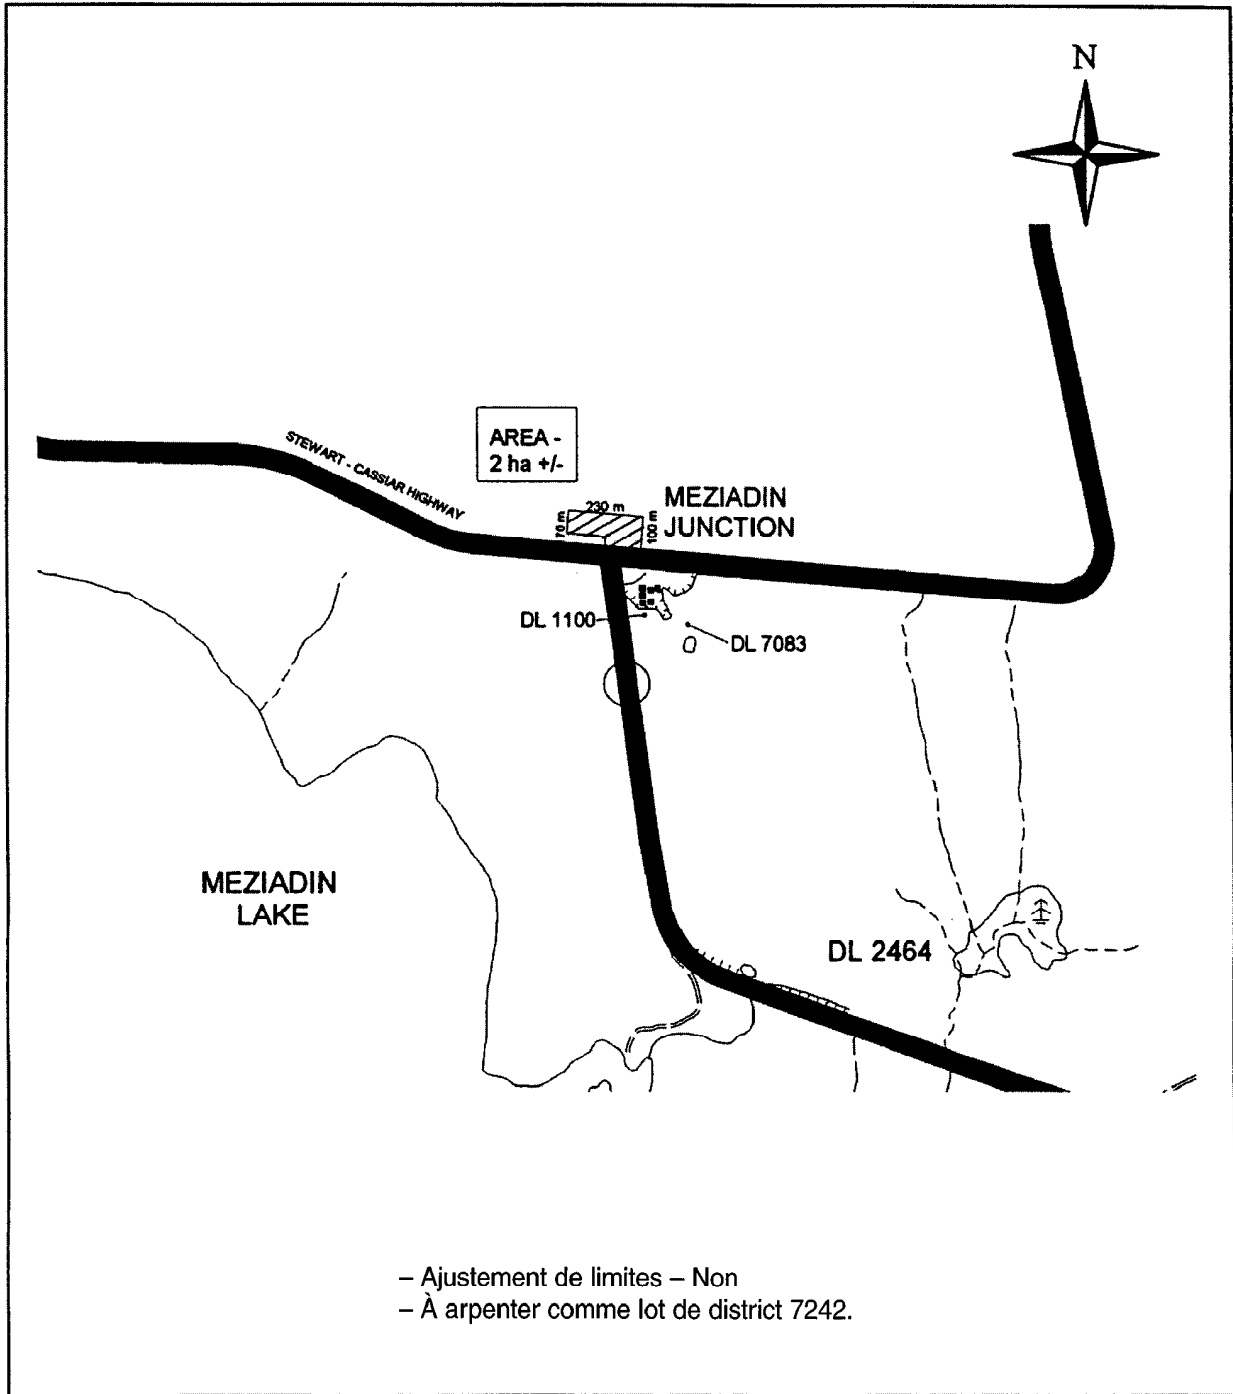 N
STEWART - CASSIAR HIGHWAY
AREA -
2 ha +/-
230 m
70 m
100 m
MEZIADIN
JUNCTION
DL 1100
DL 7083
MEZIADIN
LAKE
DL 2464
– Ajustement de limites – Non
– À arpenter comme lot de district 7242.